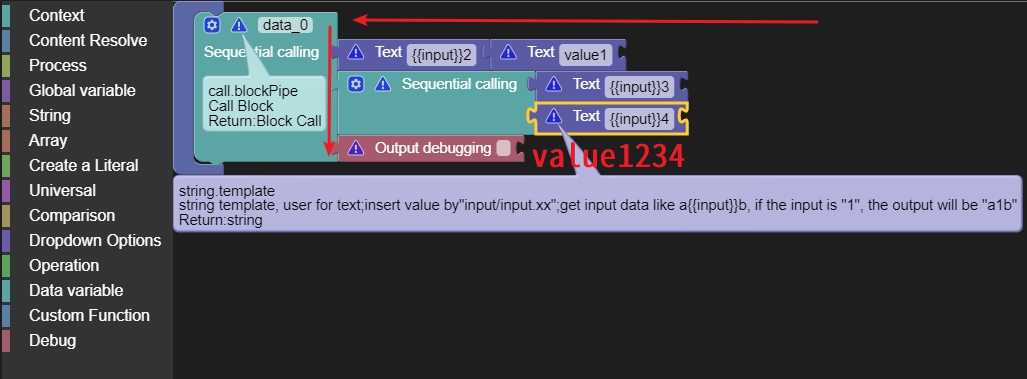 Context
Content Resolve
Process
Global variable
String
Array
Create a Literal
Universal
Comparison
Dropdown Options
Operation
Data variable
Custom Function
Debug
data_0
Sequential calling
Text {{input}}2
Text value1
Sequential calling
Text {{input}}3
Text {{input}}4
call.blockPipe
Call Block
Return:Block Call
Output debugging
value1234
string.template
string template, user for text;insert value by"input/input.xx";get input data like a{{input}}b, if the input is "1", the output will be "a1b"
Return:string